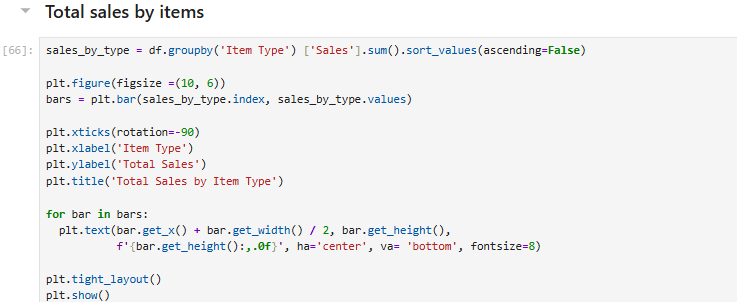 Total sales by items
[66]:
sales_by_type = df.groupby('Item Type') ['Sales'].sum().sort_values(ascending=False)
plt.figure(figsize =(10, 6))
bars = plt.bar(sales_by_type.index, sales_by_type.values)
plt.xticks(rotation=-90)
plt.xlabel('Item Type')
plt.ylabel('Total Sales')
plt.title('Total Sales by Item Type')
for bar in bars:
  plt.text(bar.get_x() + bar.get_width() / 2, bar.get_height(),
           f'{bar.get_height():,.0f}', ha='center', va= 'bottom', fontsize=8)
plt.tight_layout()
plt.show()